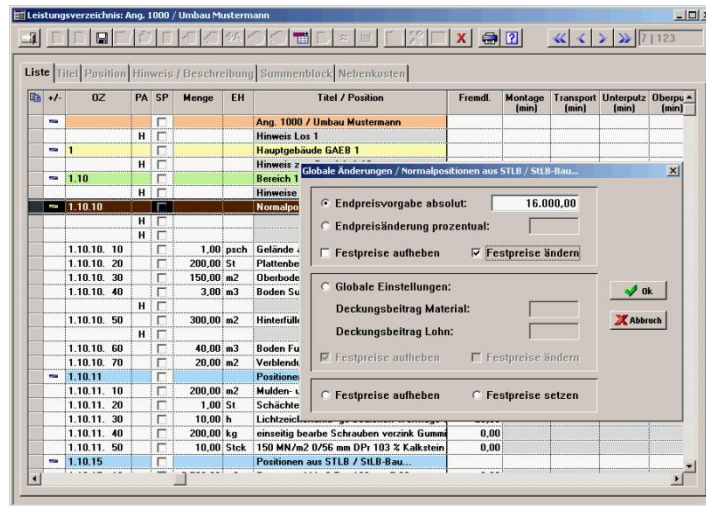 Leistungsverzeichnis: Ang. 1000 / Umbau Mustermann
7 | 123
Liste Titel Position Hinweis / Beschreibung Summenblock Nebenkosten
+/- OZ PA SP Menge EH Titel / Position Fremdl. Montage (min) Transport (min) Unterputz (min) Oberpu (min)
Ang. 1000 / Umbau Mustermann
H Hinweis Los 1
1 Hauptgebäude GAEB 1
H Hinweis
1.10 Bereich 1
H Hinweise
1.10.10 Normalpo
H
H
1.10.10. 10 1,00 psch Gelände
1.10.10. 20 200,00 St Plattenbe
1.10.10. 30 150,00 m2 Oberbode
1.10.10. 40 3,00 m3 Boden Su
H
1.10.10. 50 300,00 m2 Hinterfüll
H
1.10.10. 60 40,00 m3 Boden Fu
1.10.10. 70 20,00 m2 Verblend
1.10.11 Positione
1.10.11. 10 200,00 m2 Mulden-
1.10.11. 20 1,00 St Schächte
1.10.11. 30 10,00 h
1.10.11. 40 200,00 kg einseitig bearbe Schrauben verzink Gummi 0,00
1.10.11. 50 10,00 Stck 150 MN/m2 0/56 mm DPr 103 % Kalkstein 0,00
1.10.15 Positionen aus STLB / StLB-Bau...
Globale Änderungen / Normalpositionen aus STLB / StLB-Bau...
Endpreisvorgabe absolut: 16.000,00
Endpreisänderung prozentual:
Festpreise aufheben Festpreise ändern
Globale Einstellungen:
Deckungsbeitrag Material:
Deckungsbeitrag Lohn:
Festpreise aufheben Festpreise ändern
Festpreise aufheben Festpreise setzen
Ok
Abbruch